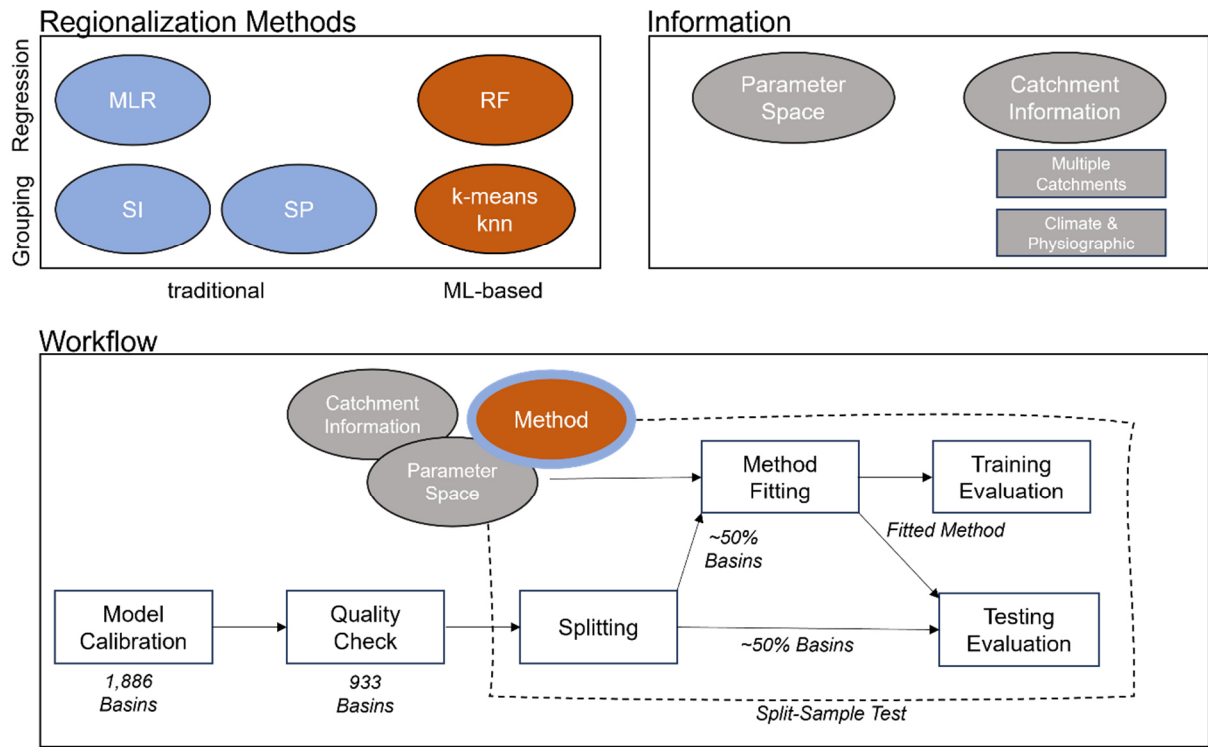 Regionalization Methods
Regression
Grouping
MLR
RF
SI
SP
k-means
knn
traditional
ML-based
Information
Parameter
Space
Catchment
Information
Multiple
Catchments
Climate &
Physiographic
Workflow
Catchment
Information
Parameter
Space
Method
Method
Fitting
Training
Evaluation
~50%
Basins
Fitted Method
Model
Calibration
1,886
Basins
Quality
Check
933
Basins
Splitting
~50% Basins
Testing
Evaluation
Split-Sample Test